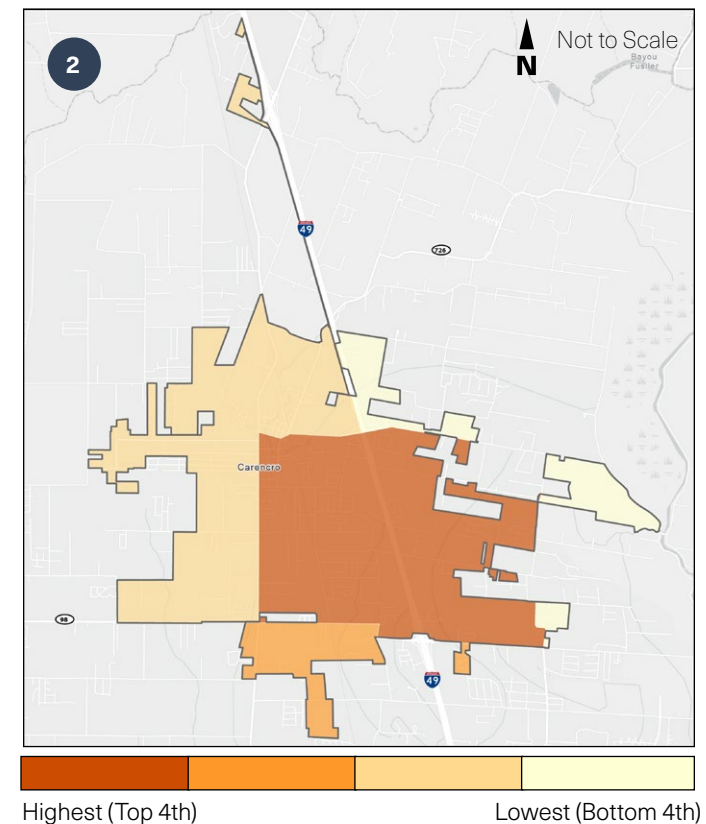 2
Not to Scale
N
Bayou
Fusilier
49
726
Carencro
98
49
Highest (Top 4th)
Lowest (Bottom 4th)